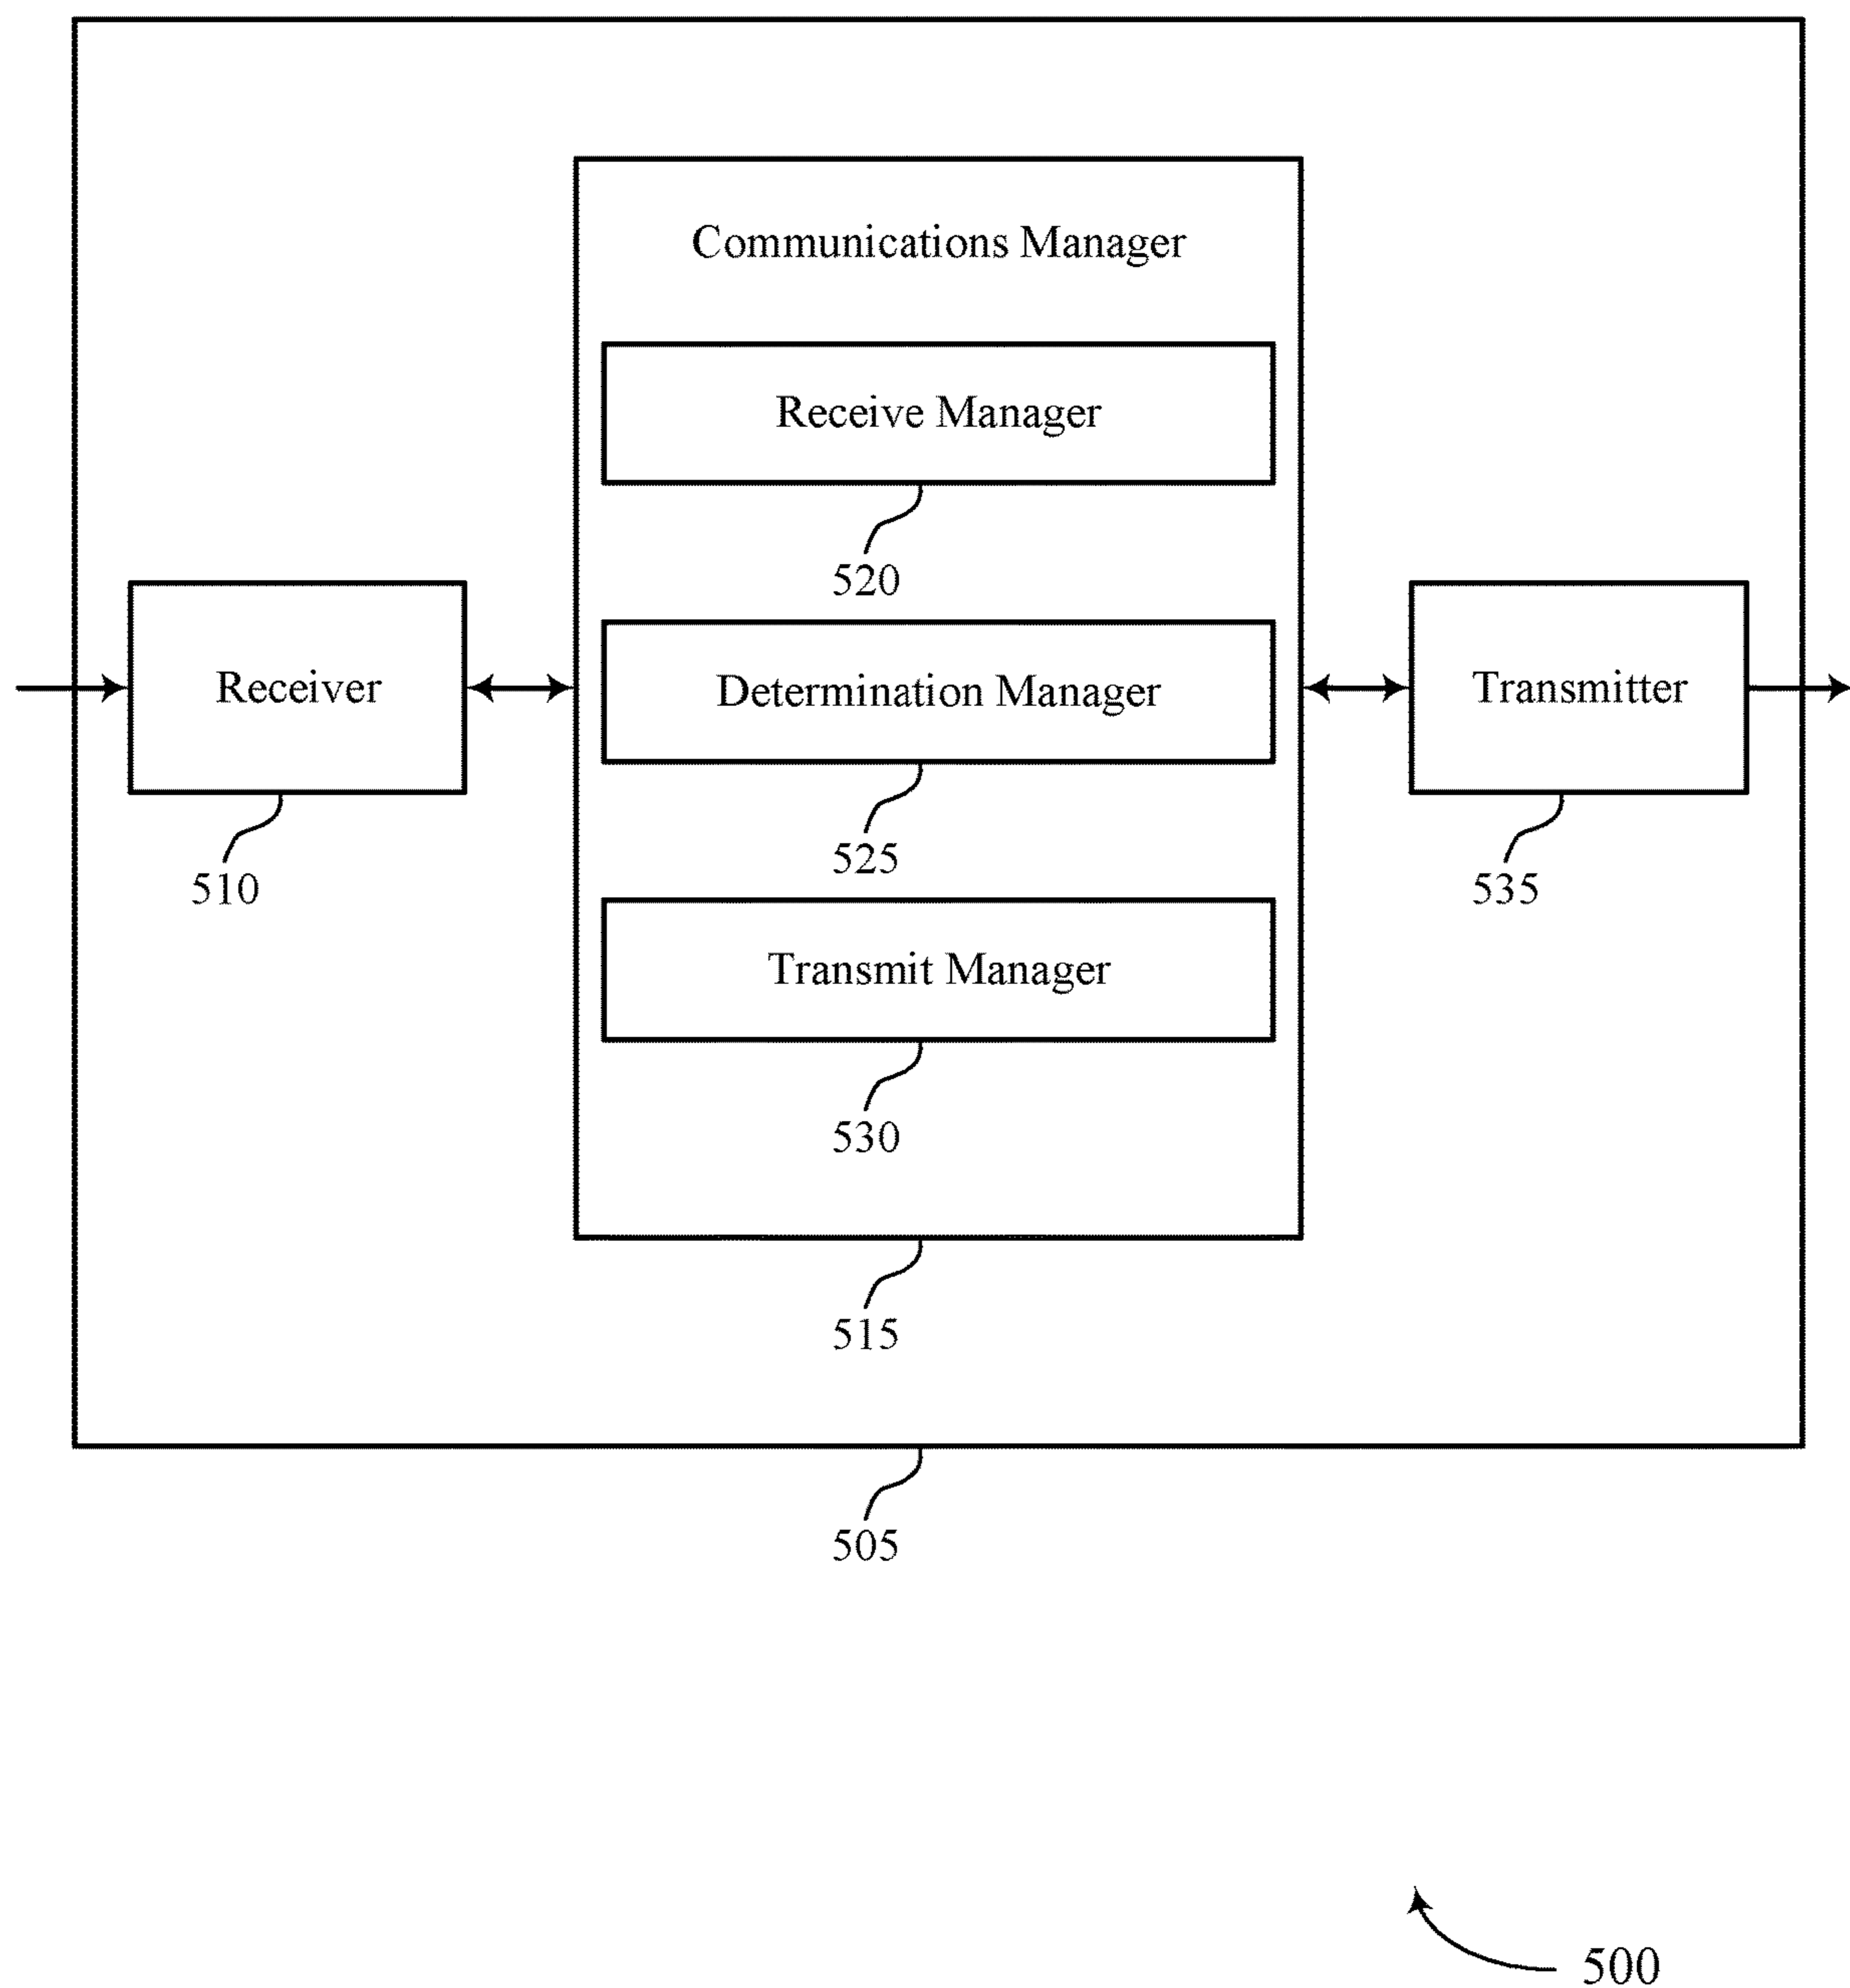 Communications Manager
Receive Manager
520
Receiver
Determination Manager
Transmitter
510
525
535
Transmit Manager
530
515
505
500